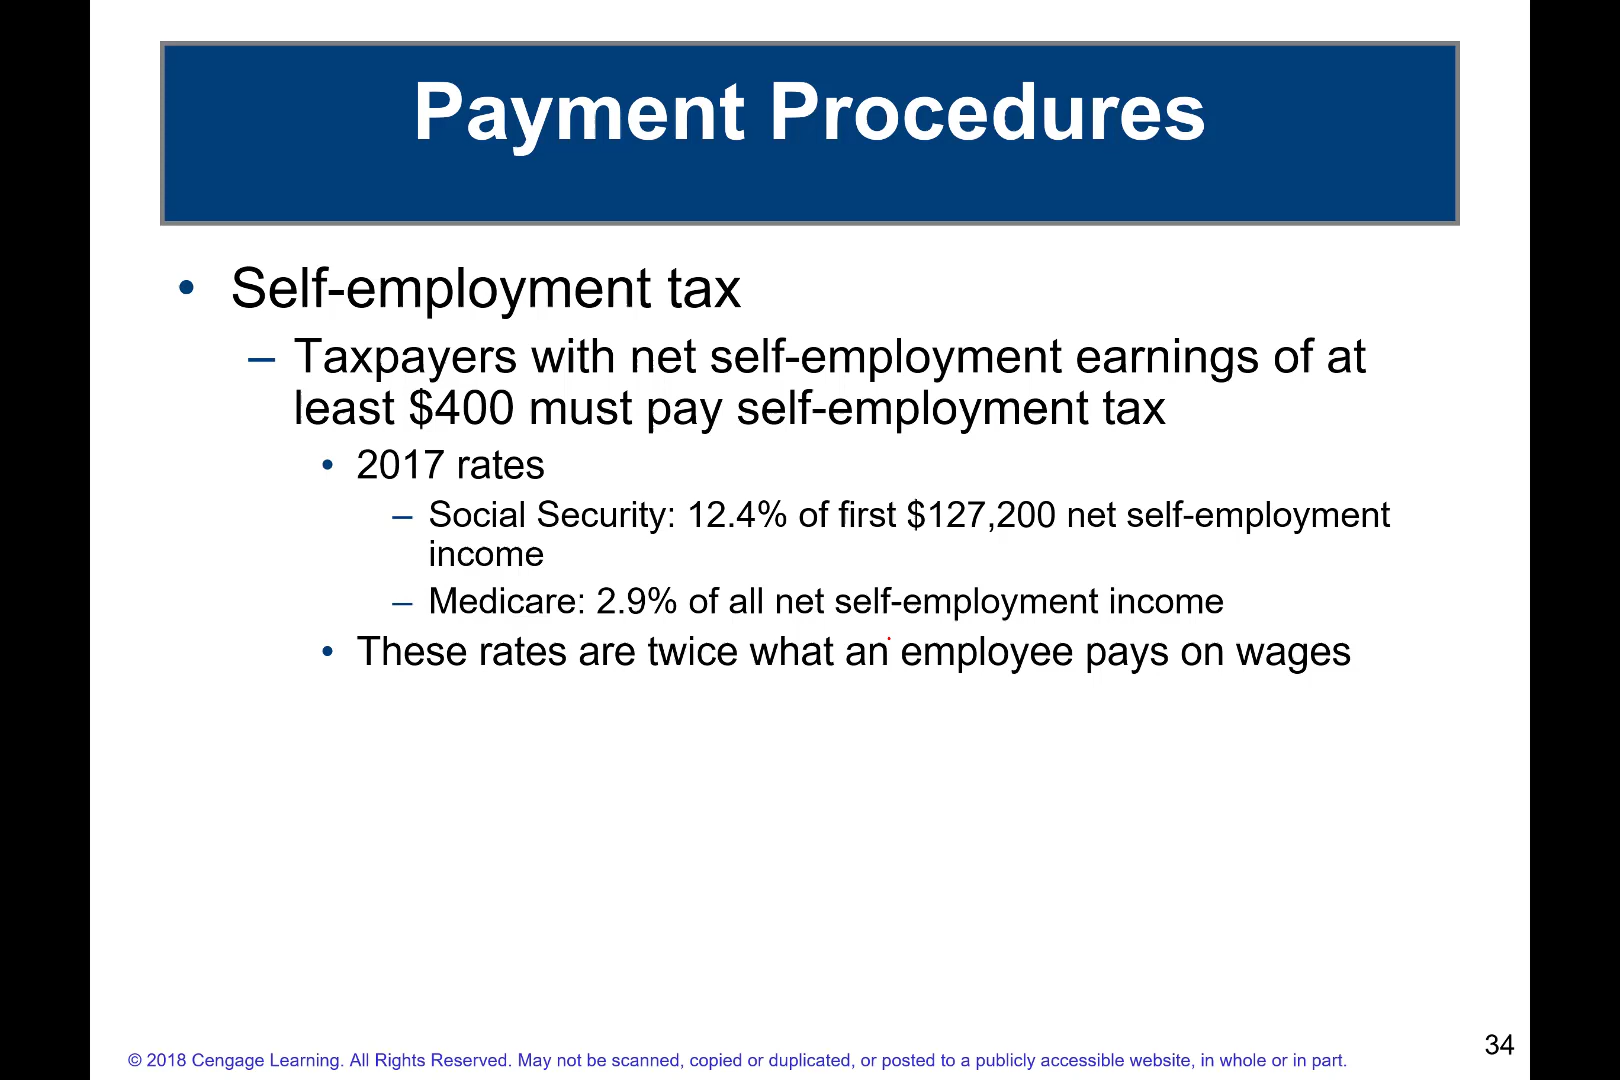 Payment Procedures
• Self-employment tax
– Taxpayers with net self-employment earnings of at
least $400 must pay self-employment tax
• 2017 rates
– Social Security: 12.4% of first $127,200 net self-employment
income
– Medicare: 2.9% of all net self-employment income
• These rates are twice what an employee pays on wages
34
© 2018 Cengage Learning. All Rights Reserved. May not be scanned, copied or duplicated, or posted to a publicly accessible website, in whole or in part.